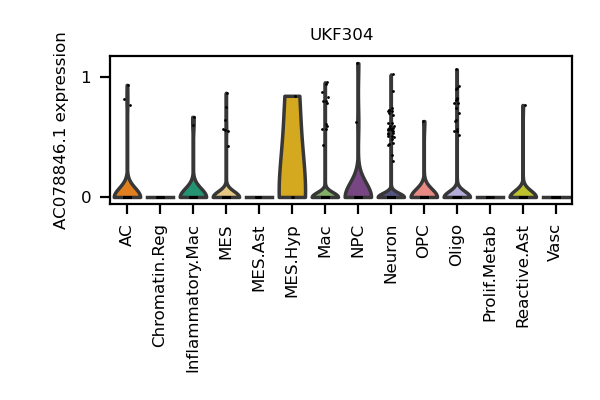 UKF304
AC078846.1 expression
1
0
AC
Chromatin.Reg
Inflammatory.Mac
MES
MES.Ast
MES.Hyp
Mac
NPC
Neuron
OPC
Oligo
Prolif.Metab
Reactive.Ast
Vasc